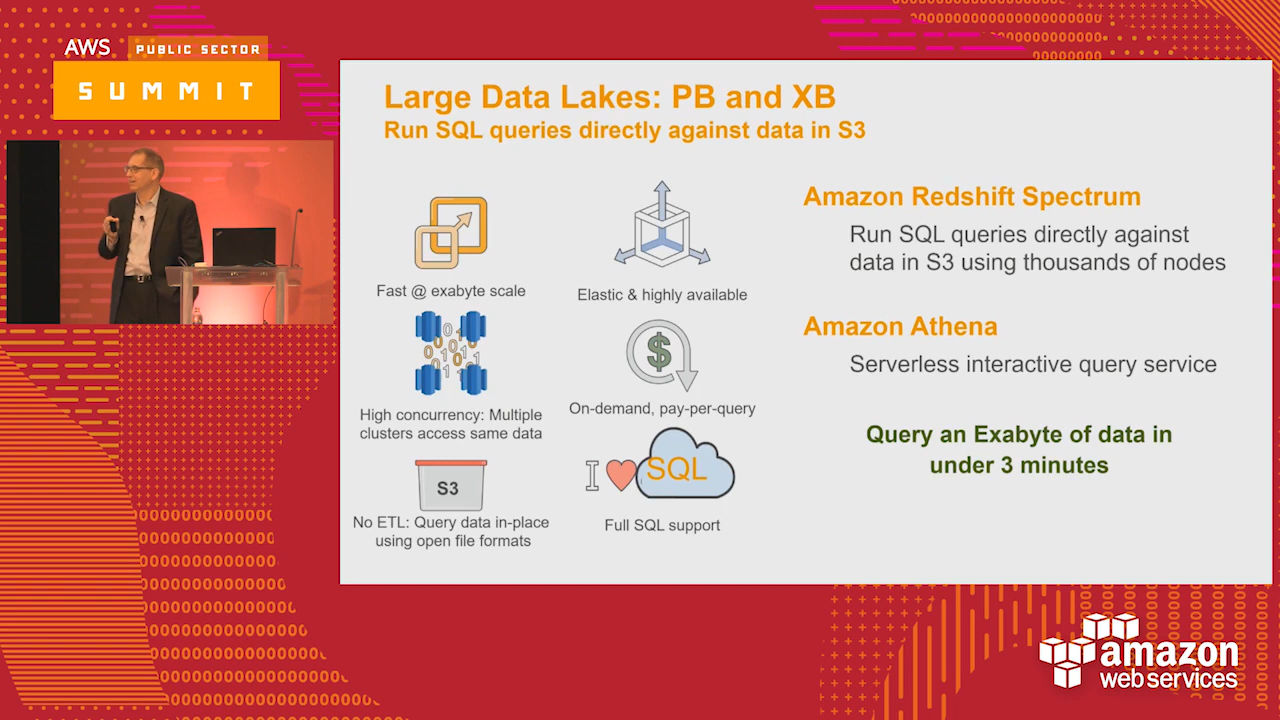 AWS PUBLIC SECTOR
SUMMIT
Large Data Lakes: PB and XB
Run SQL queries directly against data in S3
Fast @ exabyte scale
Elastic & highly available
High concurrency: Multiple
clusters access same data
On-demand, pay-per-query
S3
No ETL: Query data in-place
using open file formats
I ❤ SQL
Full SQL support
Amazon Redshift Spectrum
Run SQL queries directly against
data in S3 using thousands of nodes
Amazon Athena
Serverless interactive query service
Query an Exabyte of data in
under 3 minutes
amazon
web services